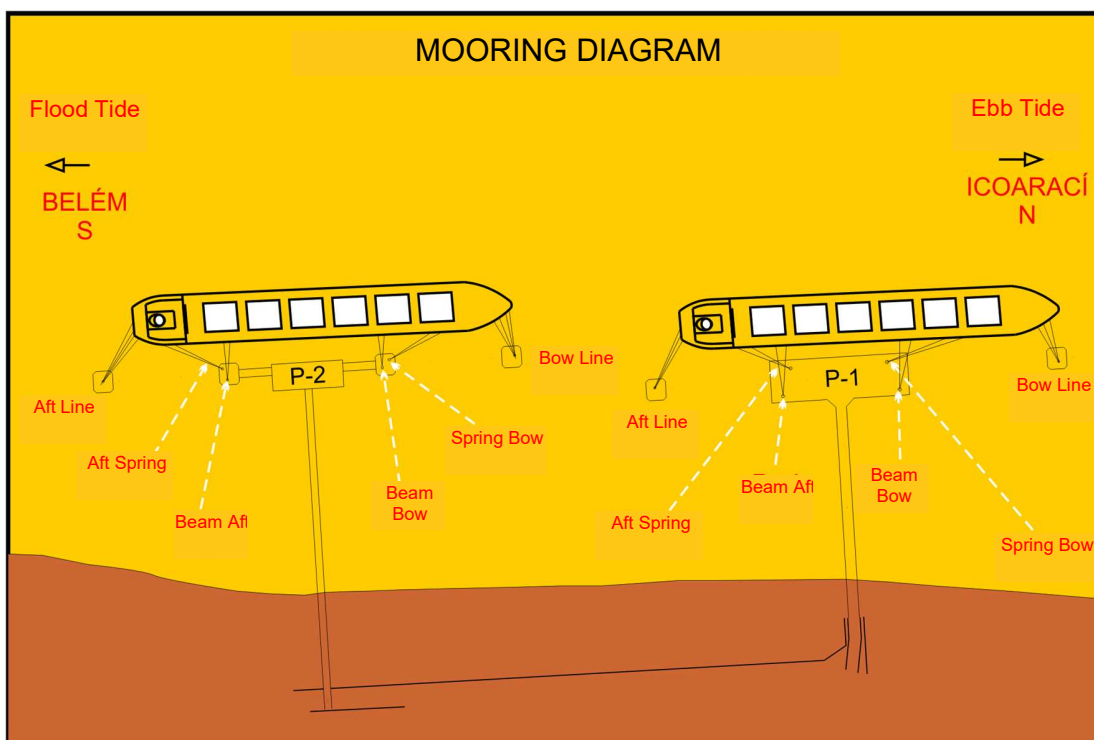 MOORING DIAGRAM
Flood Tide
Ebb Tide
BELÉM
S
ICOARACÍ
N
P-2
P-1
Bow Line
Bow Line
Aft Line
Aft Line
Spring Bow
Aft Spring
Beam
Bow
Beam Aft
Beam Aft
Beam
Bow
Aft Spring
Spring Bow